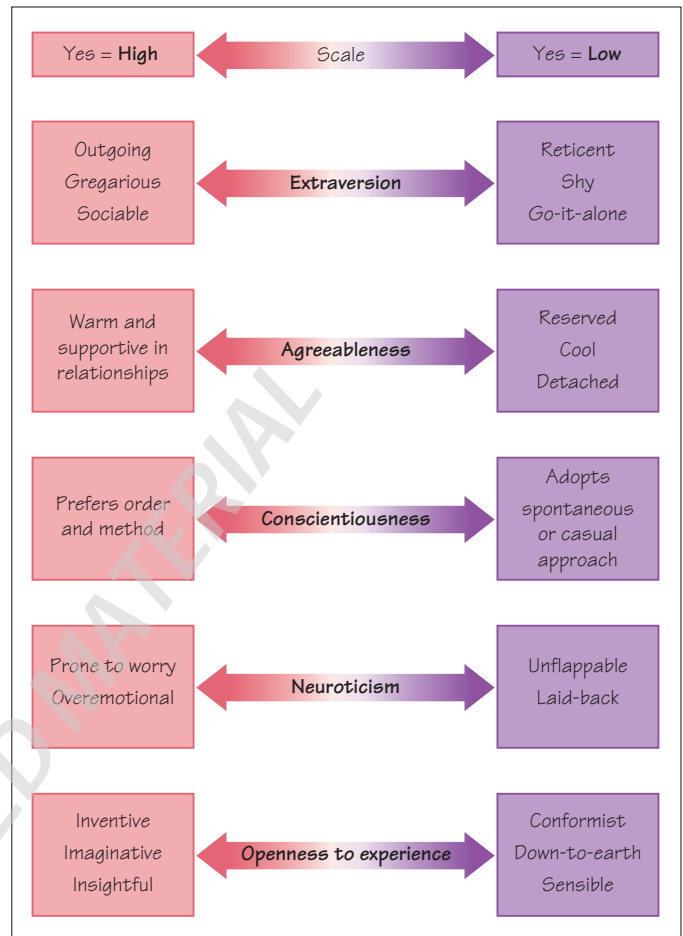 Yes = High
Scale
Yes = Low
Outgoing
Gregarious
Sociable
Extraversion
Reticent
Shy
Go-it-alone
Warm and
supportive in
relationships
Agreeableness
Reserved
Cool
Detached
Prefers order
and method
Conscientiousness
Adopts
spontaneous
or casual
approach
Prone to worry
Overemotional
Neuroticism
Unflappable
Laid-back
Inventive
Imaginative
Insightful
Openness to experience
Conformist
Down-to-earth
Sensible
MATERIAL